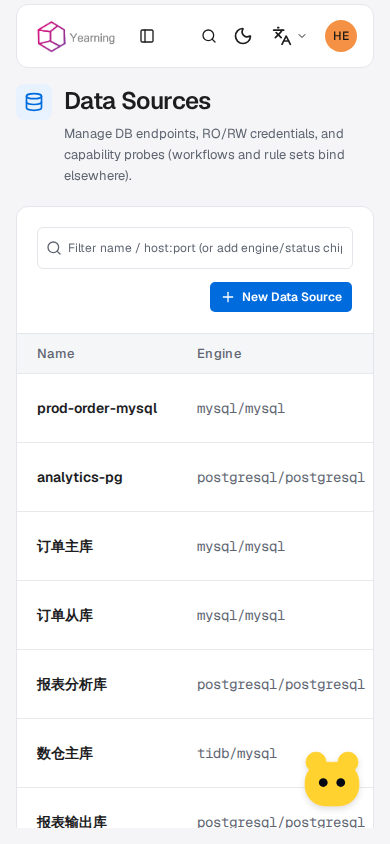 Yearning
HE
Data Sources
Manage DB endpoints, RO/RW credentials, and
capability probes (workflows and rule sets bind
elsewhere).
Filter name / host:port (or add engine/status chip
New Data Source
Name Engine
prod-order-mysql mysql/mysql
analytics-pg postgresql/postgresql
订单主库 mysql/mysql
订单从库 mysql/mysql
报表分析库 postgresql/postgresql
数仓主库 tidb/mysql
报表输出库 postgresql/postgresql